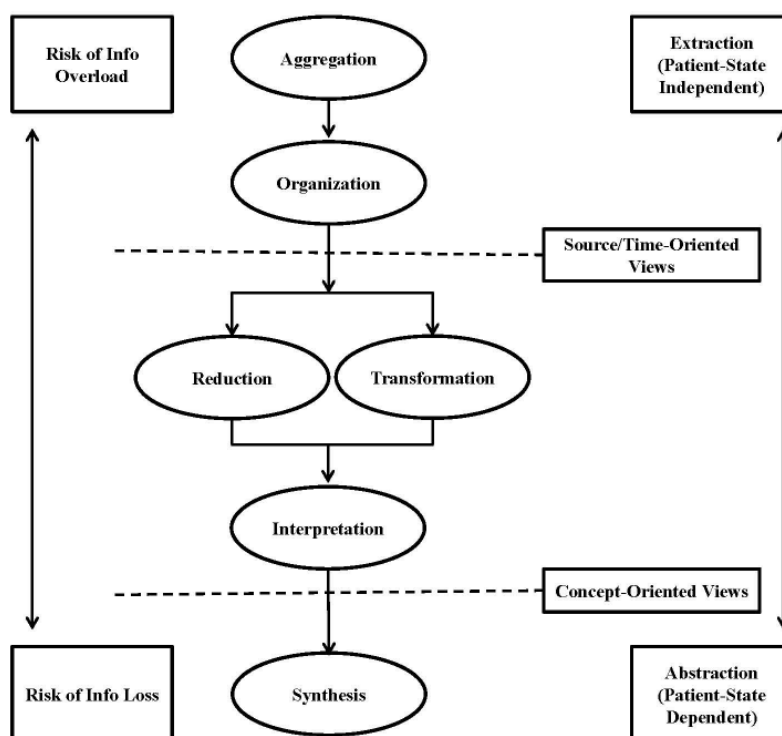 Risk of Info
Overload
Aggregation
Extraction
(Patient-State
Independent)
Organization
Source/Time-Oriented
Views
Reduction
Transformation
Interpretation
Concept-Oriented Views
Risk of Info Loss
Synthesis
Abstraction
(Patient-State
Dependent)